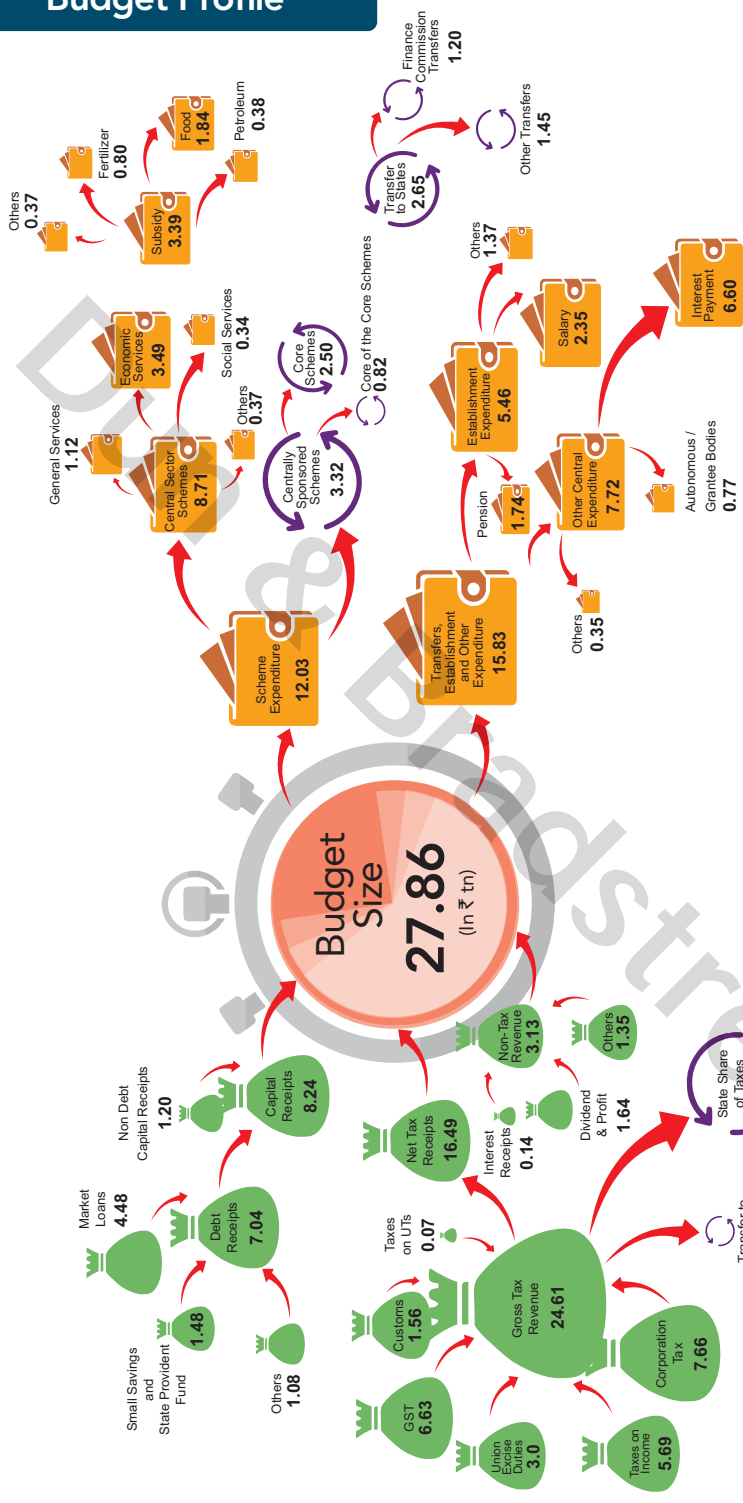 Budget Profile
Budget
Size
27.86
(In ₹ tn)
Scheme
Expenditure
12.03
Central Sector
Schemes
8.71
General Services
1.12
Economic
Services
3.49
Social Services
0.34
Others
0.37
Subsidy
3.39
Others
0.37
Fertilizer
0.80
Food
1.84
Petroleum
0.38
Centrally
Sponsored
Schemes
3.32
Core
Schemes
2.50
Core of the Core Schemes
0.82
Transfers,
Establishment
and Other
Expenditure
15.83
Establishment
Expenditure
5.46
Pension
1.74
Others
1.37
Salary
2.35
Other Central
Expenditure
7.72
Others
0.35
Autonomous /
Grantee Bodies
0.77
Interest
Payment
6.60
Transfer
to States
2.65
Finance
Commission
Transfers
1.20
Other Transfers
1.45
Small Savings
and
State Provident
Fund
1.48
Market
Loans
4.48
Others
1.08
Debt
Receipts
7.04
Non Debt
Capital Receipts
1.20
Capital
Receipts
8.24
GST
6.63
Customs
1.56
Taxes
on UTs
0.07
Union
Excise
Duties
3.0
Taxes on
Income
5.69
Corporation
Tax
7.66
Gross Tax
Revenue
24.61
Net Tax
Receipts
16.49
Interest
Receipts
0.14
Dividend
& Profit
1.64
Others
1.35
Non-Tax
Revenue
3.13
State Share
of Taxes
Transfer to
Dun & Bradstre